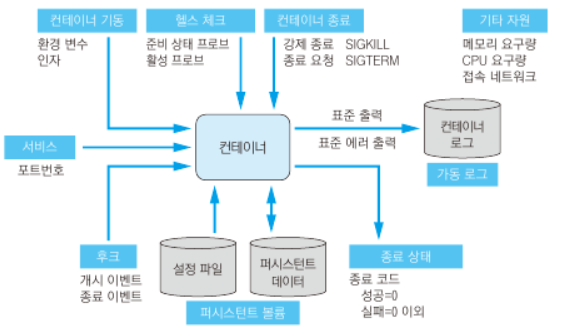 컨테이너 기동
환경 변수
인자
헬스 체크
준비 상태 프로브
활성 프로브
컨테이너 종료
강제 종료 SIGKILL
종료 요청 SIGTERM
기타 자원
메모리 요구량
CPU 요구량
접속 네트워크
서비스
포트번호
컨테이너
표준 출력
표준 에러 출력
컨테이너
로그
가동 로그
후크
개시 이벤트
종료 이벤트
설정 파일
퍼시스턴트
데이터
퍼시스턴트 볼륨
종료 상태
종료 코드
성공=0
실패=0 이외